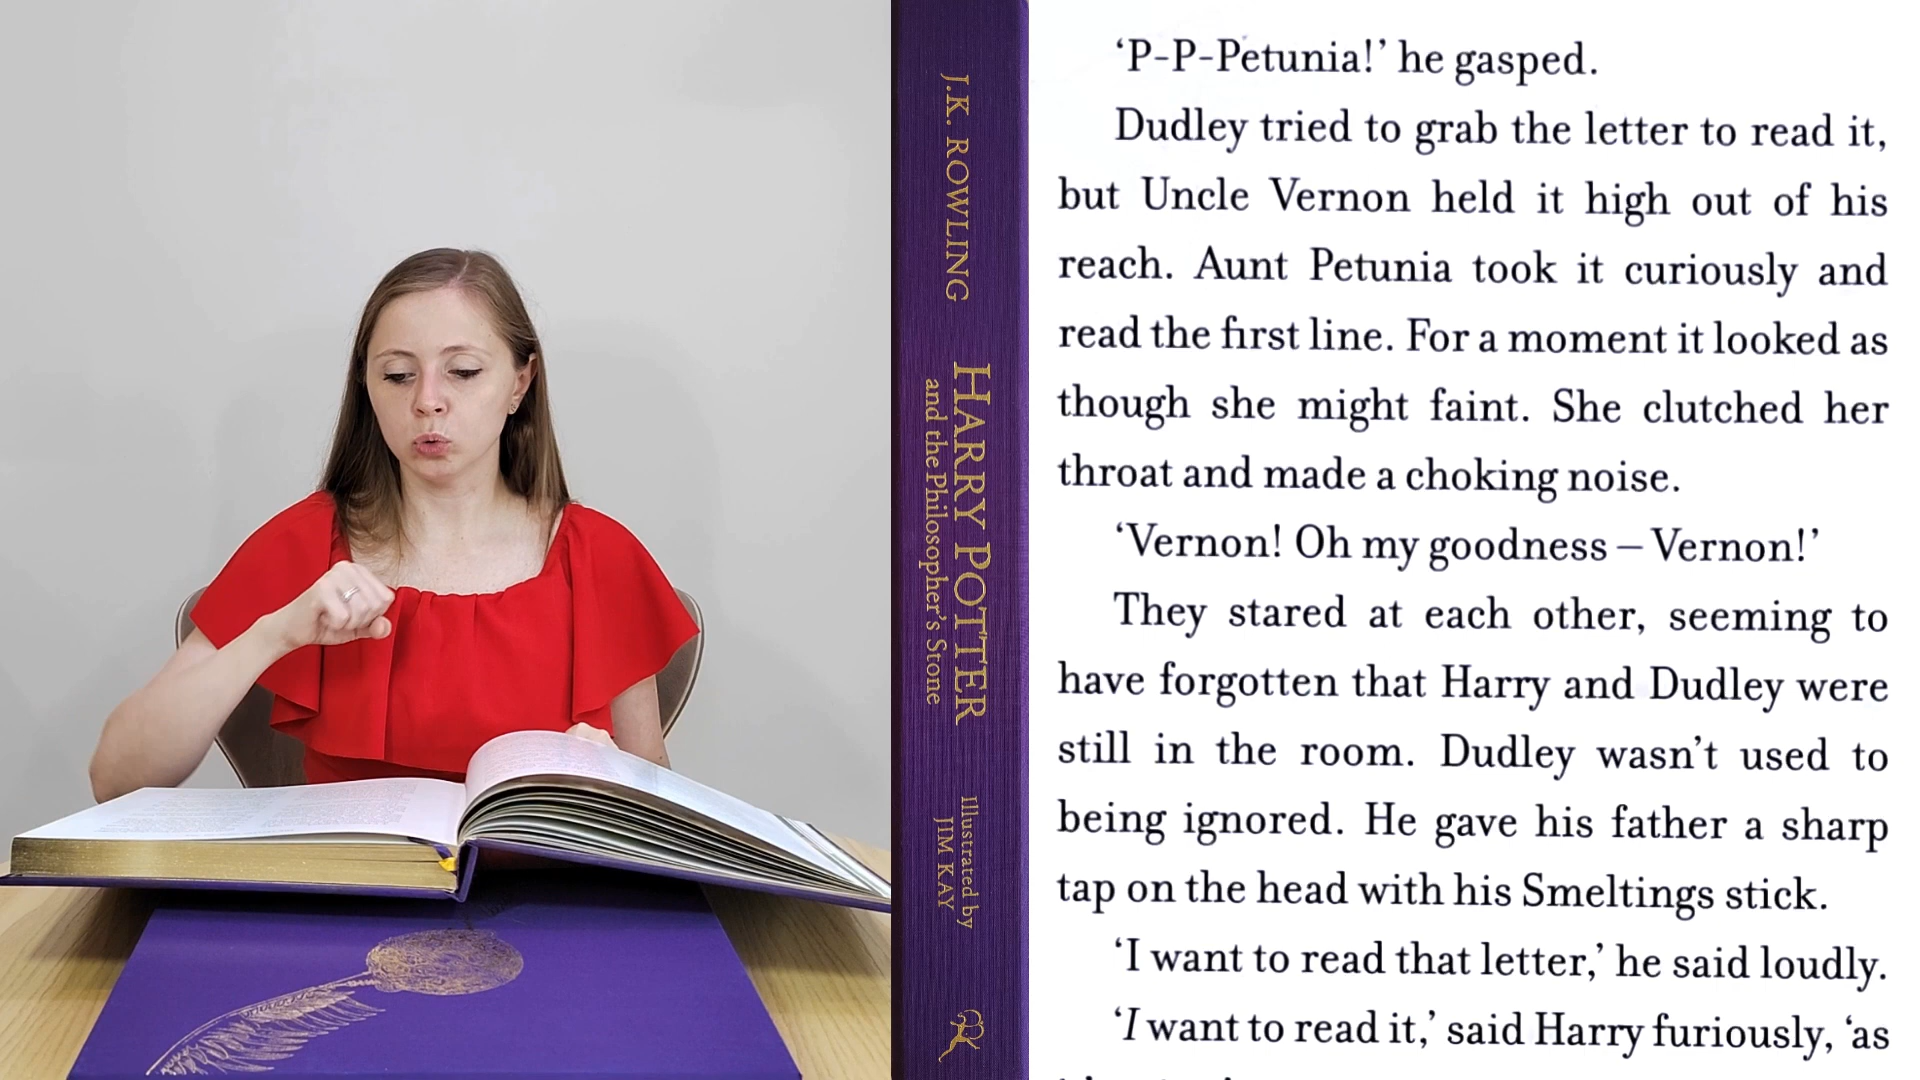 J.K. ROWLING
HARRY POTTER
and the Philosopher's Stone
Illustrated by
JIM KAY
‘P-P-Petunia!’ he gasped.
Dudley tried to grab the letter to read it,
but Uncle Vernon held it high out of his
reach. Aunt Petunia took it curiously and
read the first line. For a moment it looked as
though she might faint. She clutched her
throat and made a choking noise.
‘Vernon! Oh my goodness – Vernon!’
They stared at each other, seeming to
have forgotten that Harry and Dudley were
still in the room. Dudley wasn’t used to
being ignored. He gave his father a sharp
tap on the head with his Smeltings stick.
‘I want to read that letter,’ he said loudly.
‘I want to read it,’ said Harry furiously, ‘as